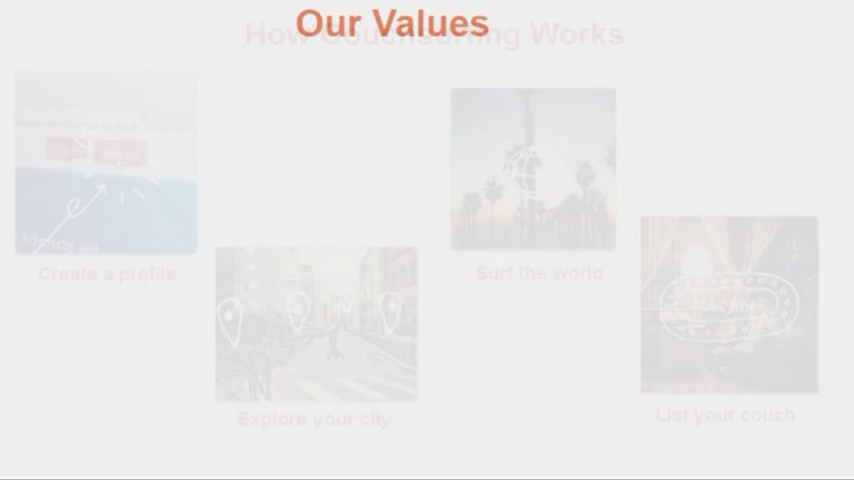 Our Values
How Couchsurfing Works
Create a profile
Surf the world
Explore your city
List your couch